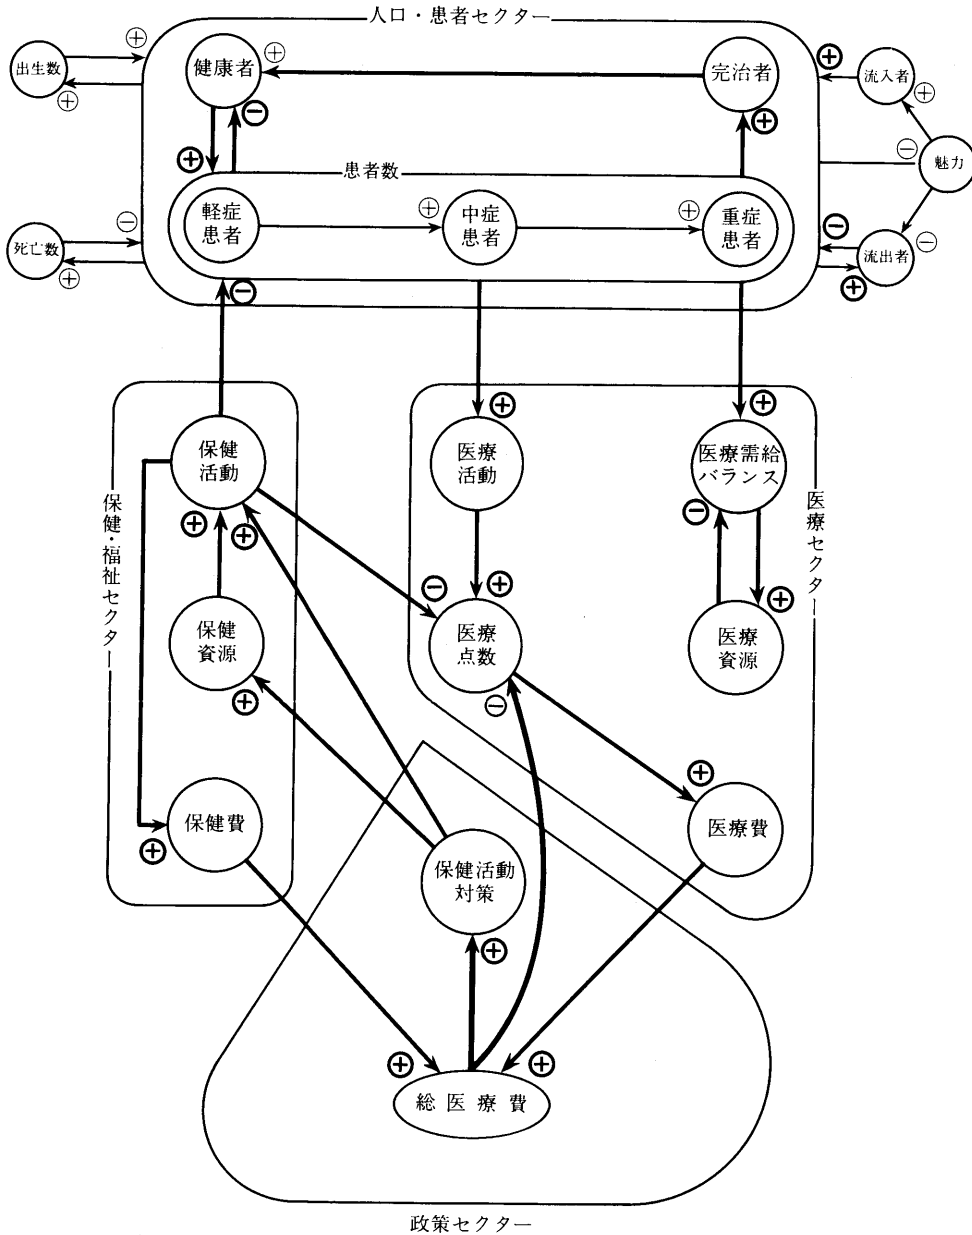 人口・患者セクター
出生数
+
+
健康者
+
−
+
完治者
+
+
流入者
+
−
魅力
患者数
軽症
患者
+
中症
患者
+
重症
患者
死亡数
−
+
−
流出者
−
+
−
保健・福祉セクター
保健
活動
+
+
保健
資源
+
保健費
+
+
医療
活動
−
+
医療
点数
−
+
医療需給
バランス
−
+
医療
資源
+
医療費
医療セクター
保健活動
対策
+
+
+
総医療費
政策セクター